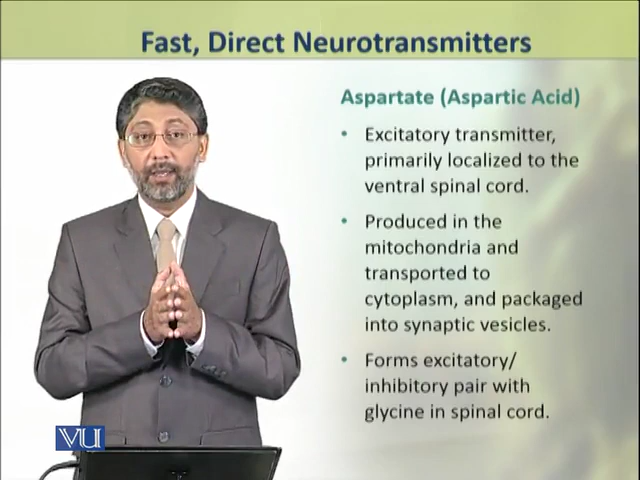 Fast, Direct Neurotransmitters
Aspartate (Aspartic Acid)
• Excitatory transmitter,
primarily localized to the
ventral spinal cord.
• Produced in the
mitochondria and
transported to
cytoplasm, and packaged
into synaptic vesicles.
• Forms excitatory/
inhibitory pair with
glycine in spinal cord.
VU